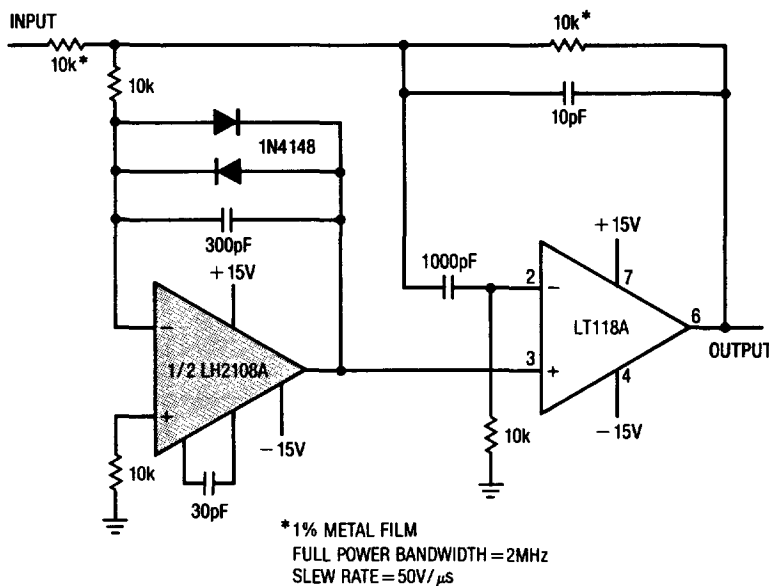 INPUT
10k*
10k*
10k
10pF
1N4148
300pF
1000pF
+15V
+15V
2
−
7
−
LT118A
6
OUTPUT
1/2 LH2108A
3
+
4
+
−15V
−15V
10k
10k
30pF
*1% METAL FILM
FULL POWER BANDWIDTH = 2MHz
SLEW RATE = 50V/µs